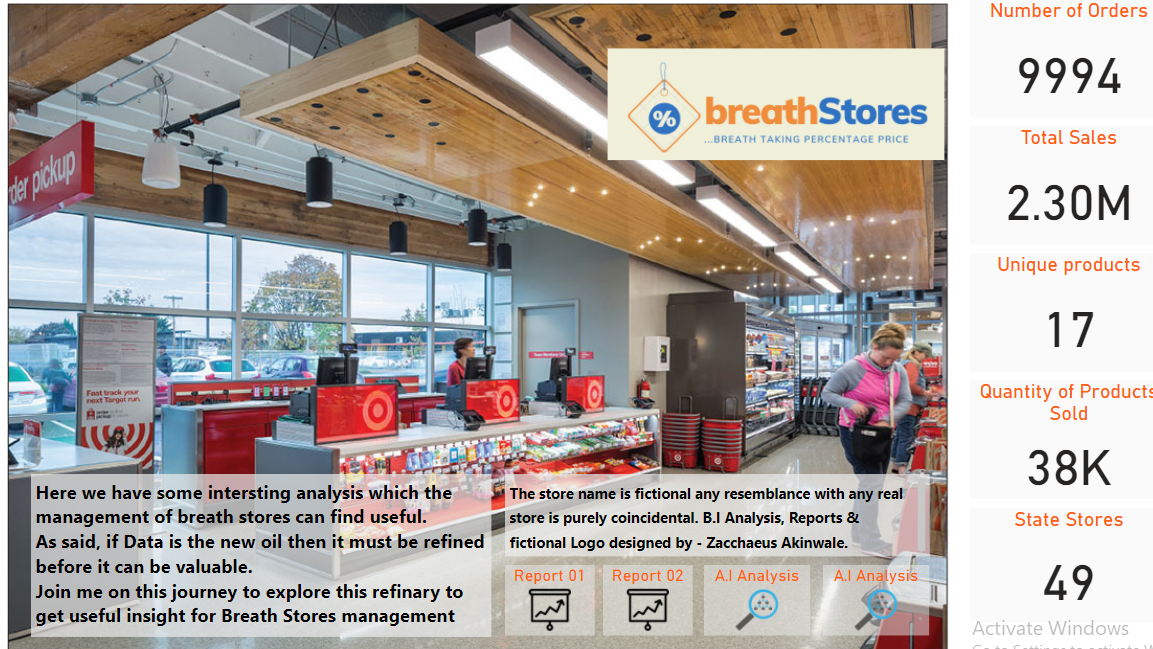 Number of Orders
9994
Total Sales
2.30M
Unique products
17
Quantity of Products
Sold
38K
State Stores
49
%
breathStores
...BREATH TAKING PERCENTAGE PRICE
der pickup
Fast track your
next Target run.
order
pickup
Here we have some intersting analysis which the
management of breath stores can find useful.
As said, if Data is the new oil then it must be refined
before it can be valuable.
Join me on this journey to explore this refinary to
get useful insight for Breath Stores management
The store name is fictional any resemblance with any real
store is purely coincidental. B.I Analysis, Reports &
fictional Logo designed by - Zacchaeus Akinwale.
Report 01
Report 02
A.I Analysis
A.I Analysis
Activate Windows